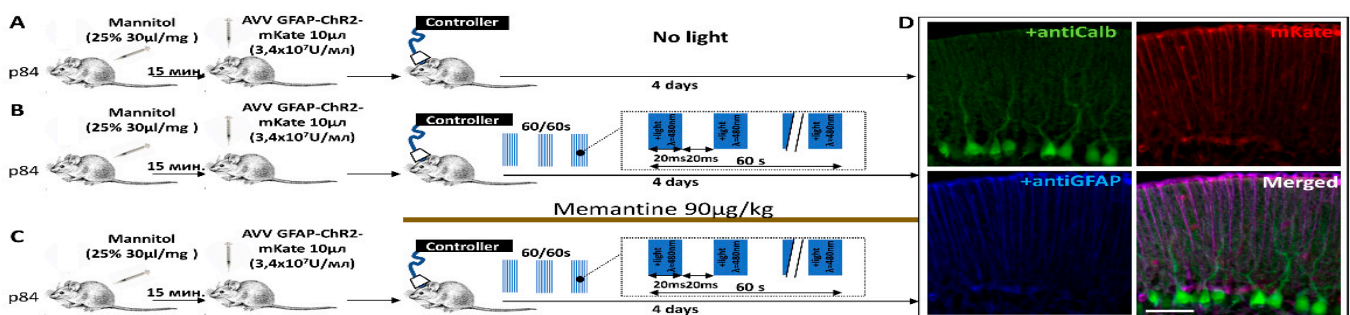 A
Mannitol
(25% 30µl/mg )
AVV GFAP-ChR2-
mKate 10µл
(3,4x10⁷U/мл)
Controller
No light
p84
15 мин.
4 days
B
Mannitol
(25% 30µl/mg )
AVV GFAP-ChR2-
mKate 10µл
(3,4x10⁷U/мл)
Controller
60/60s
+light
λ=480nm
+light
λ=480nm
+light
λ=480nm
20ms
20ms
60 s
p84
15 мин.
4 days
Memantine 90µg/kg
C
Mannitol
(25% 30µl/mg )
AVV GFAP-ChR2-
mKate 10µл
(3,4x10⁷U/мл)
Controller
60/60s
+light
λ=480nm
+light
λ=480nm
+light
λ=480nm
20ms
20ms
60 s
p84
15 мин.
4 days
D
+antiCalb
mKate
+antiGFAP
Merged